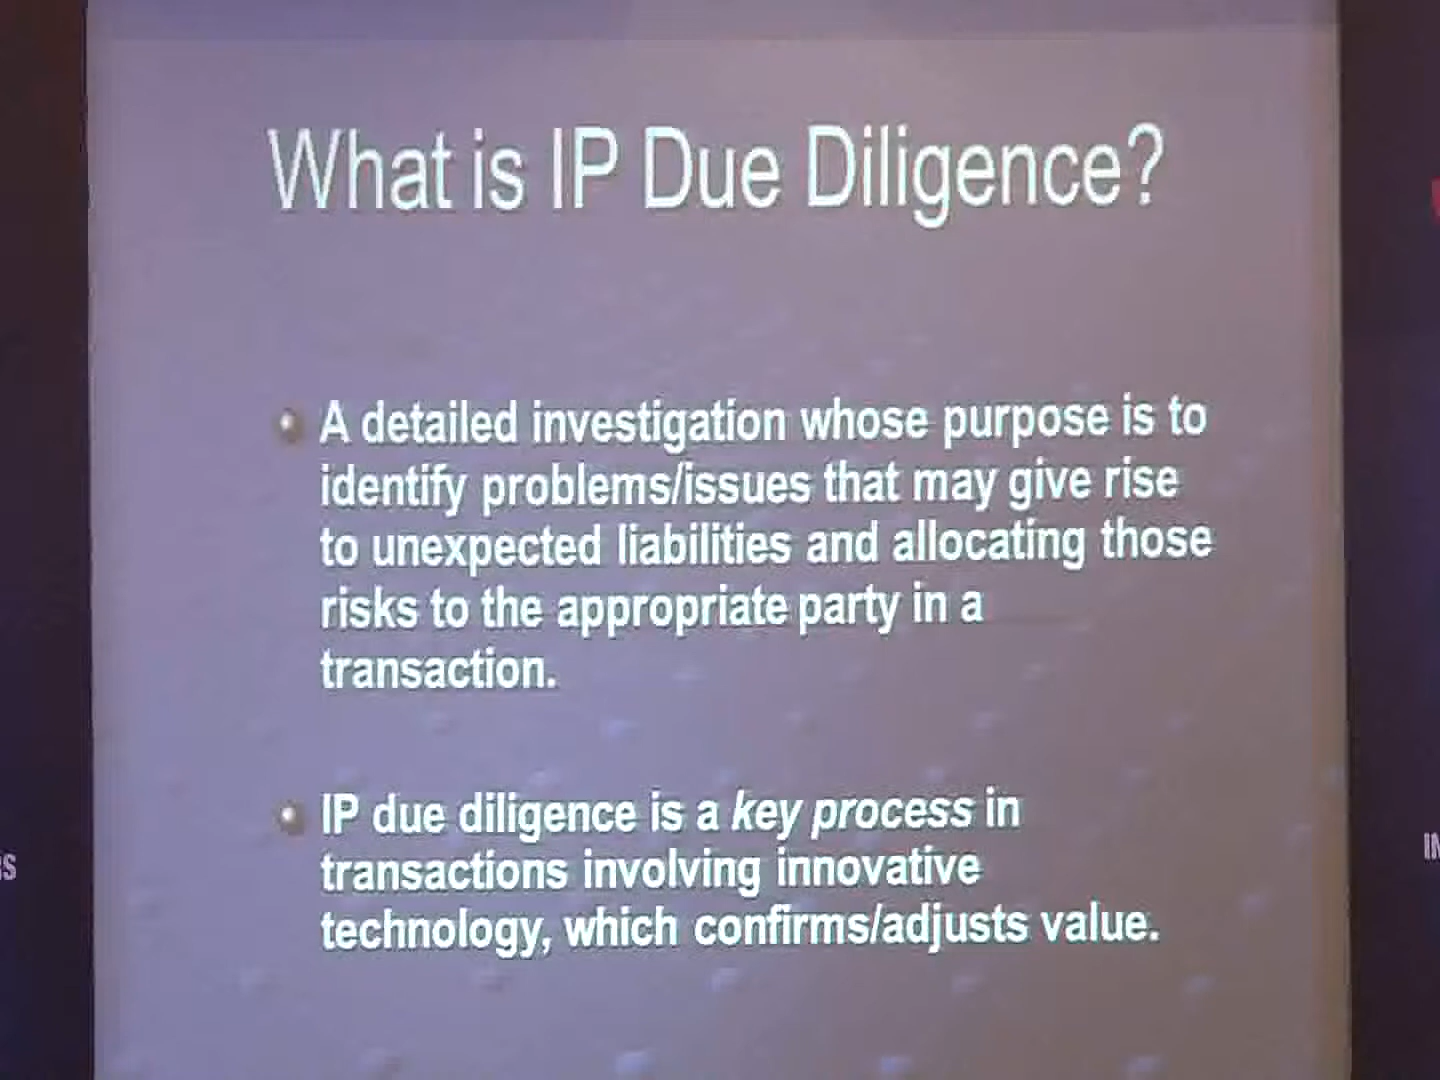 What is IP Due Diligence?
A detailed investigation whose purpose is to
identify problems/issues that may give rise
to unexpected liabilities and allocating those
risks to the appropriate party in a
transaction.
IP due diligence is a key process in
transactions involving innovative
technology, which confirms/adjusts value.